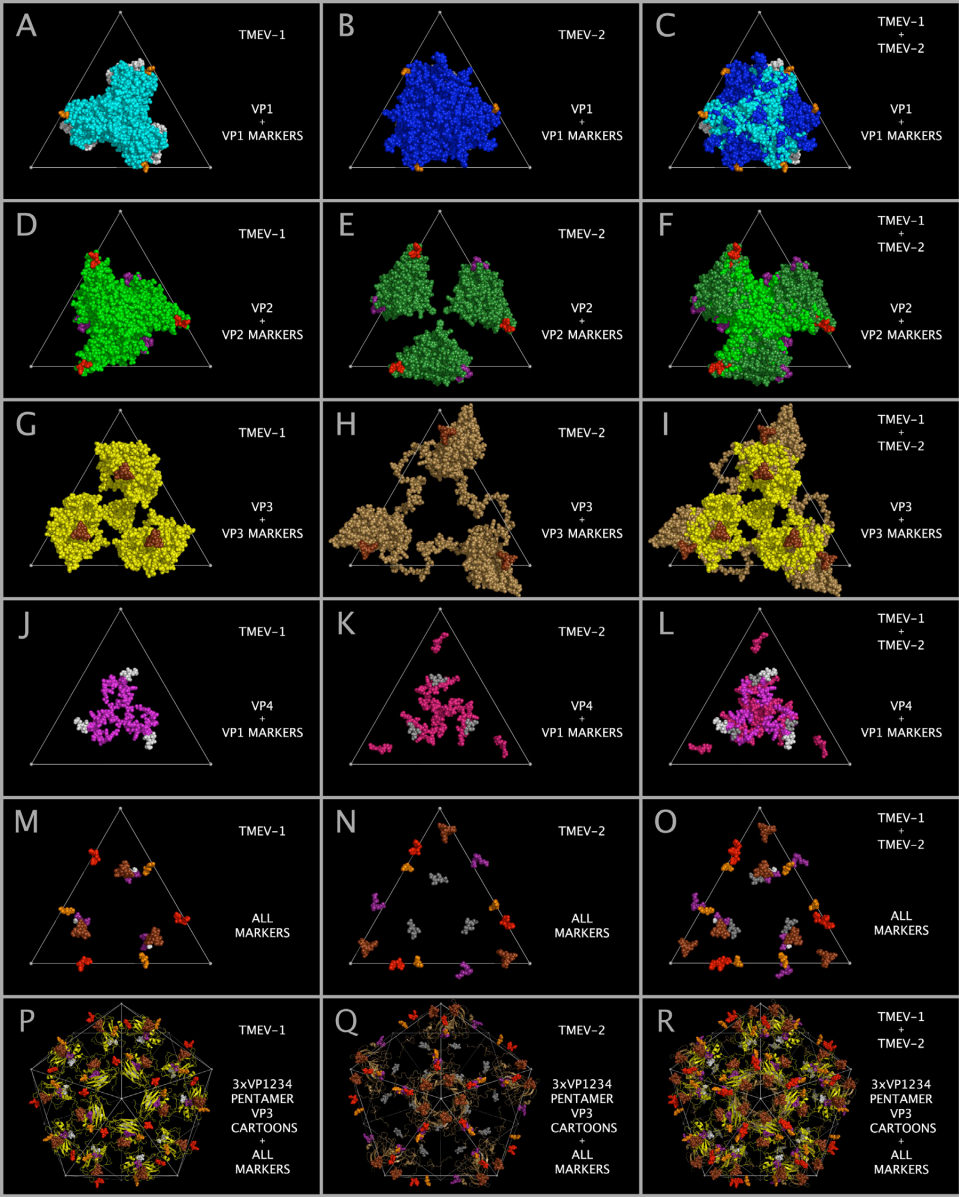 A
TMEV-1
VP1
+
VP1 MARKERS
B
TMEV-2
VP1
+
VP1 MARKERS
C
TMEV-1
+
TMEV-2
VP1
+
VP1 MARKERS
D
TMEV-1
VP2
+
VP2 MARKERS
E
TMEV-2
VP2
+
VP2 MARKERS
F
TMEV-1
+
TMEV-2
VP2
+
VP2 MARKERS
G
TMEV-1
VP3
+
VP3 MARKERS
H
TMEV-2
VP3
+
VP3 MARKERS
I
TMEV-1
+
TMEV-2
VP3
+
VP3 MARKERS
J
TMEV-1
VP4
+
VP1 MARKERS
K
TMEV-2
VP4
+
VP1 MARKERS
L
TMEV-1
+
TMEV-2
VP4
+
VP1 MARKERS
M
TMEV-1
ALL
MARKERS
N
TMEV-2
ALL
MARKERS
O
TMEV-1
+
TMEV-2
ALL
MARKERS
P
TMEV-1
3xVP1234
PENTAMER
VP3
CARTOONS
+
ALL
MARKERS
Q
TMEV-2
3xVP1234
PENTAMER
VP3
CARTOONS
+
ALL
MARKERS
R
TMEV-1
+
TMEV-2
3xVP1234
PENTAMER
VP3
CARTOONS
+
ALL
MARKERS